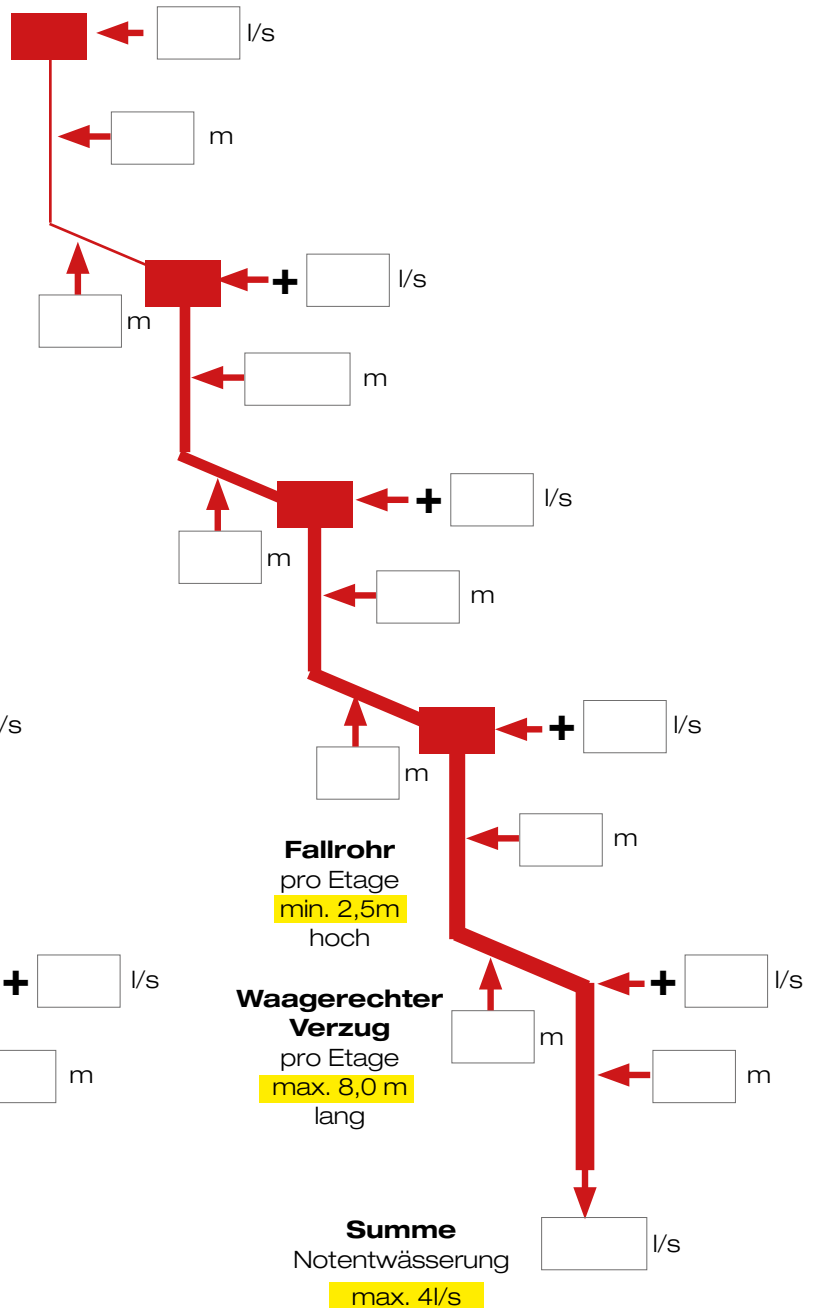 l/s
m
+ l/s
m
m
+ l/s
m
m
/s
+ l/s
m
m
Fallrohr
pro Etage
min. 2,5m
hoch
+ l/s
+ l/s
Waagerechter
Verzug
m
pro Etage
m
m
max. 8,0 m
lang
Summe
l/s
Notentwässerung
max. 4l/s